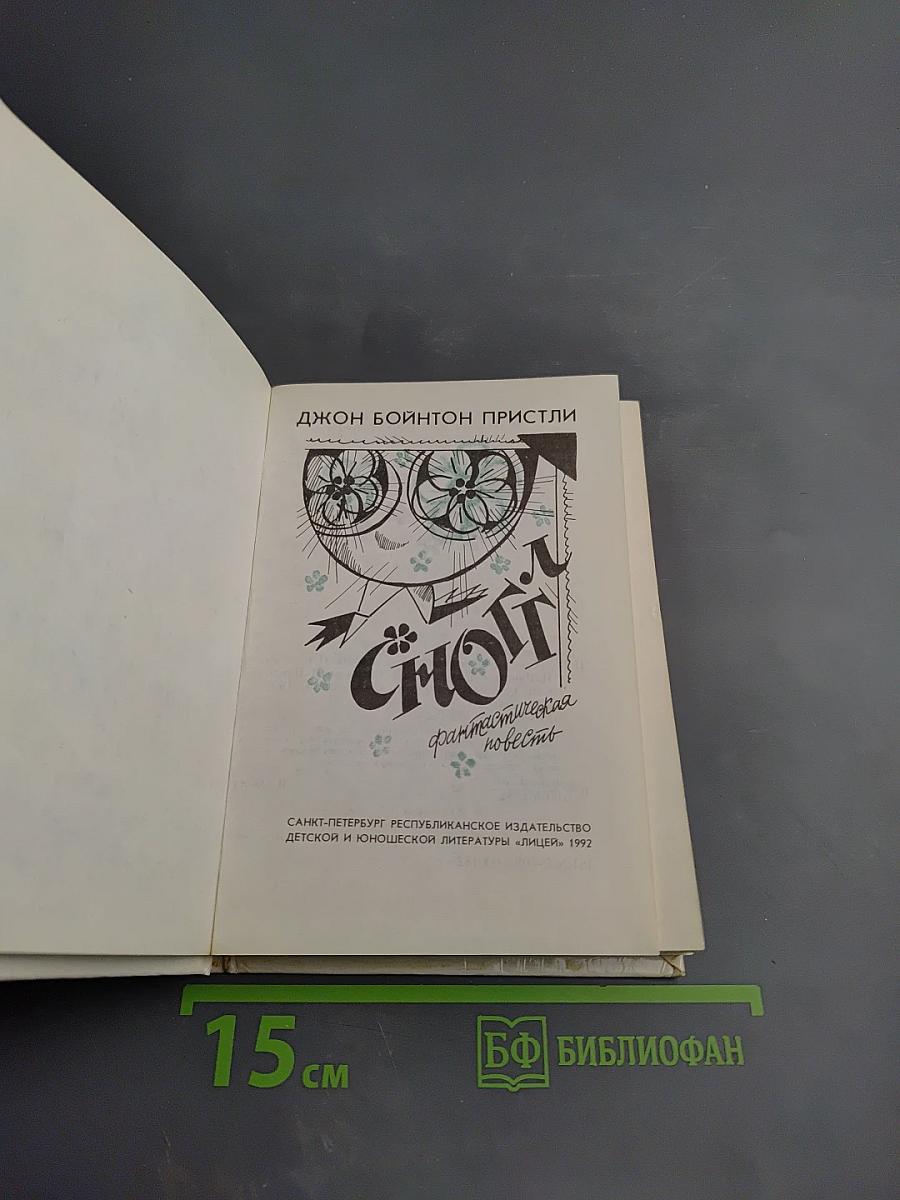 ДЖОН БОЙНТОН ПРИСТЛИ
СНОГГЛ
фантастическая
повесть
САНКТ-ПЕТЕРБУРГ РЕСПУБЛИКАНСКОЕ ИЗДАТЕЛЬСТВО
ДЕТСКОЙ И ЮНОШЕСКОЙ ЛИТЕРАТУРЫ «ЛИЦЕЙ» 1992
15 см
БФ БИБЛИОФАН